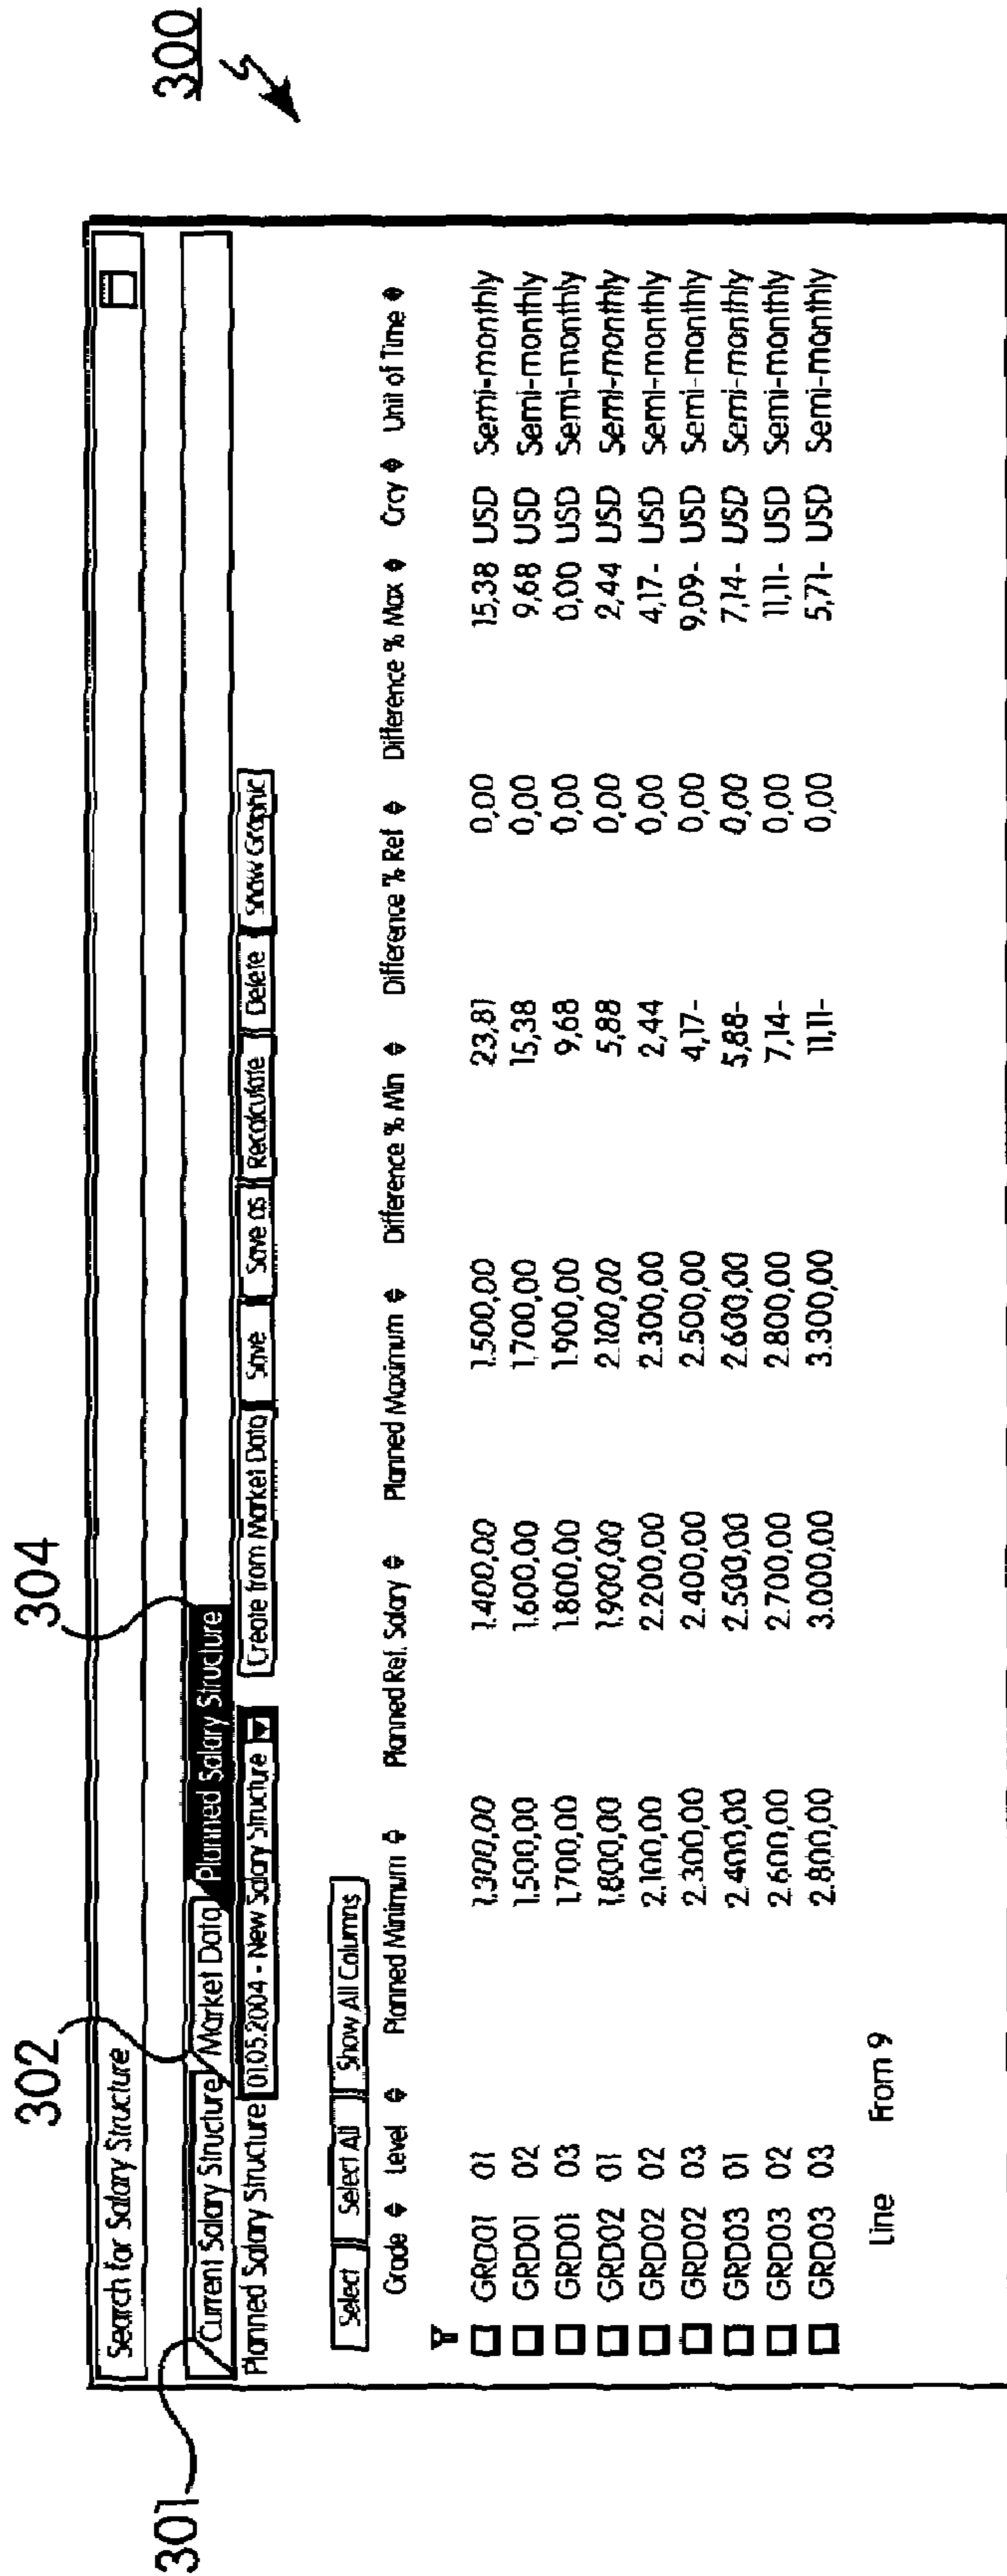 300
302
304
301
Search for Salary Structure
Current Salary Structure Market Data Planned Salary Structure
Planned Salary Structure 01.05.2004 - New Salary Structure Create from Market Data Save Save as Recalculate Delete Show Graphic
Select Select All Show All Columns
Grade Level Planned Minimum Planned Ref. Salary Planned Maximum Difference % Min Difference % Ref Difference % Max Crcy Unit of Time
GRD01 01 1.300,00 1.400,00 1.500,00 23,81 0,00 15,38 USD Semi-monthly
GRD01 02 1.500,00 1.600,00 1.700,00 15,38 0,00 9,68 USD Semi-monthly
GRD01 03 1.700,00 1.800,00 1.900,00 9,68 0,00 0,00 USD Semi-monthly
GRD02 01 1.800,00 1.900,00 2.100,00 5,88 0,00 2,44 USD Semi-monthly
GRD02 02 2.100,00 2.200,00 2.300,00 2,44 0,00 4,17- USD Semi-monthly
GRD02 03 2.300,00 2.400,00 2.500,00 4,17- 0,00 9,09- USD Semi-monthly
GRD03 01 2.400,00 2.500,00 2.600,00 5,88- 0,00 7,14- USD Semi-monthly
GRD03 02 2.600,00 2.700,00 2.800,00 7,14- 0,00 11,11- USD Semi-monthly
GRD03 03 2.800,00 3.000,00 3.300,00 11,11- 0,00 5,71- USD Semi-monthly
Line From 9